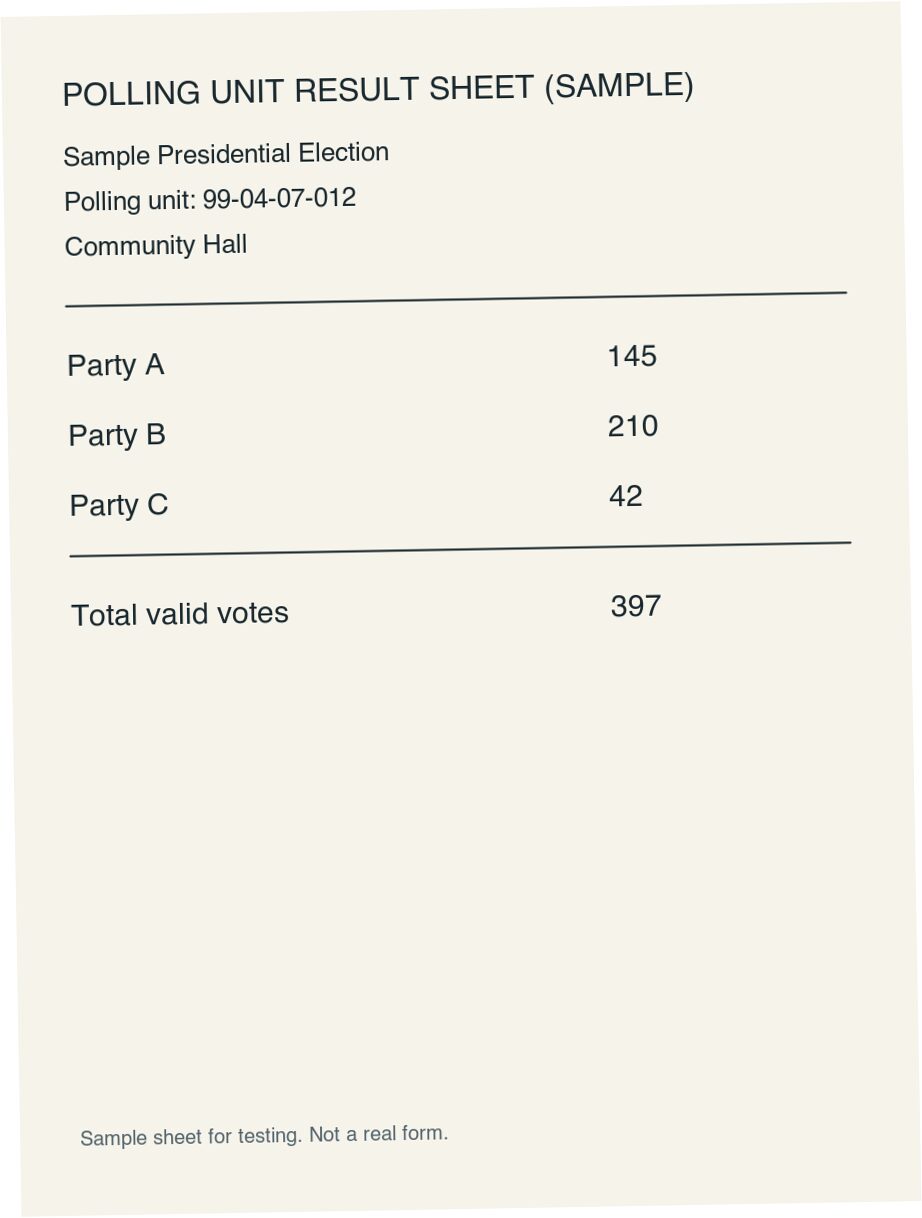 POLLING UNIT RESULT SHEET (SAMPLE)
Sample Presidential Election
Polling unit: 99-04-07-012
Community Hall
Party A 145
Party B 210
Party C 42
Total valid votes 397
Sample sheet for testing. Not a real form.